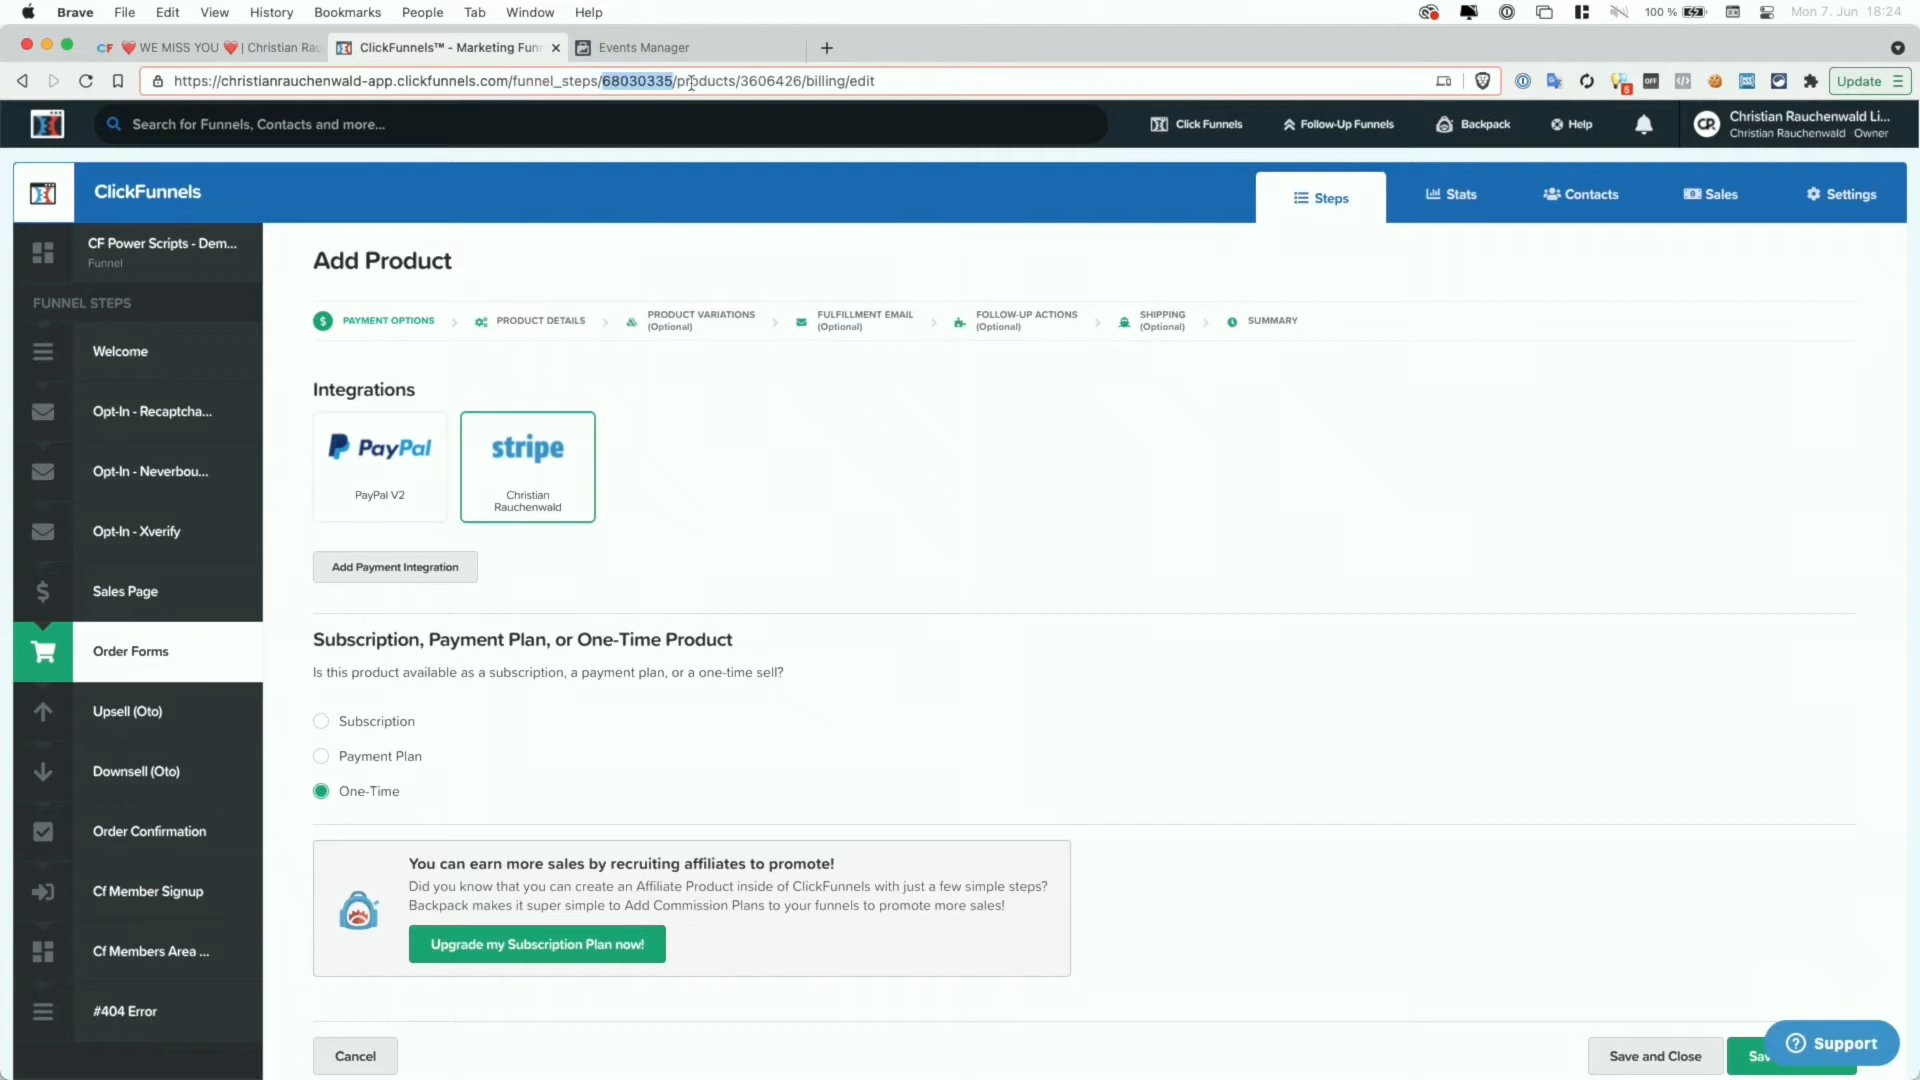 Brave File Edit View History Bookmarks People Tab Window Help
100 % Mon 7. Jun 18:24
CF ❤️ WE MISS YOU ❤️ | Christian Rau
ClickFunnels™ - Marketing Fun
Events Manager
https://christianrauchenwald-app.clickfunnels.com/funnel_steps/68030335/products/3606426/billing/edit
5
OFF
Update
Search for Funnels, Contacts and more...
Click Funnels
Follow-Up Funnels
Backpack
Help
CR
Christian Rauchenwald Li...
Christian Rauchenwald Owner
ClickFunnels
Steps
Stats
Contacts
Sales
Settings
CF Power Scripts - Dem...
Funnel
FUNNEL STEPS
Welcome
Opt-In - Recaptcha...
Opt-In - Neverbou...
Opt-In - Xverify
Sales Page
Order Forms
Upsell (Oto)
Downsell (Oto)
Order Confirmation
Cf Member Signup
Cf Members Area ...
#404 Error
Add Product
PAYMENT OPTIONS
PRODUCT DETAILS
PRODUCT VARIATIONS
(Optional)
FULFILLMENT EMAIL
(Optional)
FOLLOW-UP ACTIONS
(Optional)
SHIPPING
(Optional)
SUMMARY
Integrations
PayPal
PayPal V2
stripe
Christian
Rauchenwald
Add Payment Integration
Subscription, Payment Plan, or One-Time Product
Is this product available as a subscription, a payment plan, or a one-time sell?
Subscription
Payment Plan
One-Time
You can earn more sales by recruiting affiliates to promote!
Did you know that you can create an Affiliate Product inside of ClickFunnels with just a few simple steps?
Backpack makes it super simple to Add Commission Plans to your funnels to promote more sales!
Upgrade my Subscription Plan now!
Cancel
Save and Close
Support